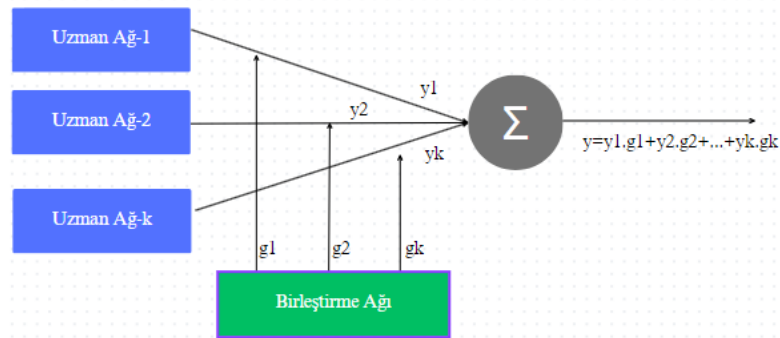 Uzman Ağ-1
y1
Uzman Ağ-2
y2
Σ
y=y1.g1+y2.g2+...+yk.gk
yk
Uzman Ağ-k
g1
g2
gk
Birleştirme Ağı